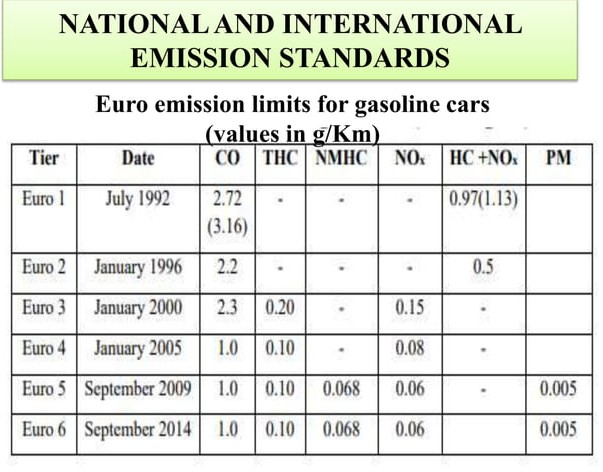 NATIONAL AND INTERNATIONAL
EMISSION STANDARDS
Euro emission limits for gasoline cars
(values in g/Km)
Tier Date CO THC NMHC NOx HC +NOx PM
Euro 1 July 1992 2.72 - - - 0.97(1.13)
(3.16)
Euro 2 January 1996 2.2 - - - 0.5
Euro 3 January 2000 2.3 0.20 - 0.15 -
Euro 4 January 2005 1.0 0.10 - 0.08 -
Euro 5 September 2009 1.0 0.10 0.068 0.06 - 0.005
Euro 6 September 2014 1.0 0.10 0.068 0.06 0.005